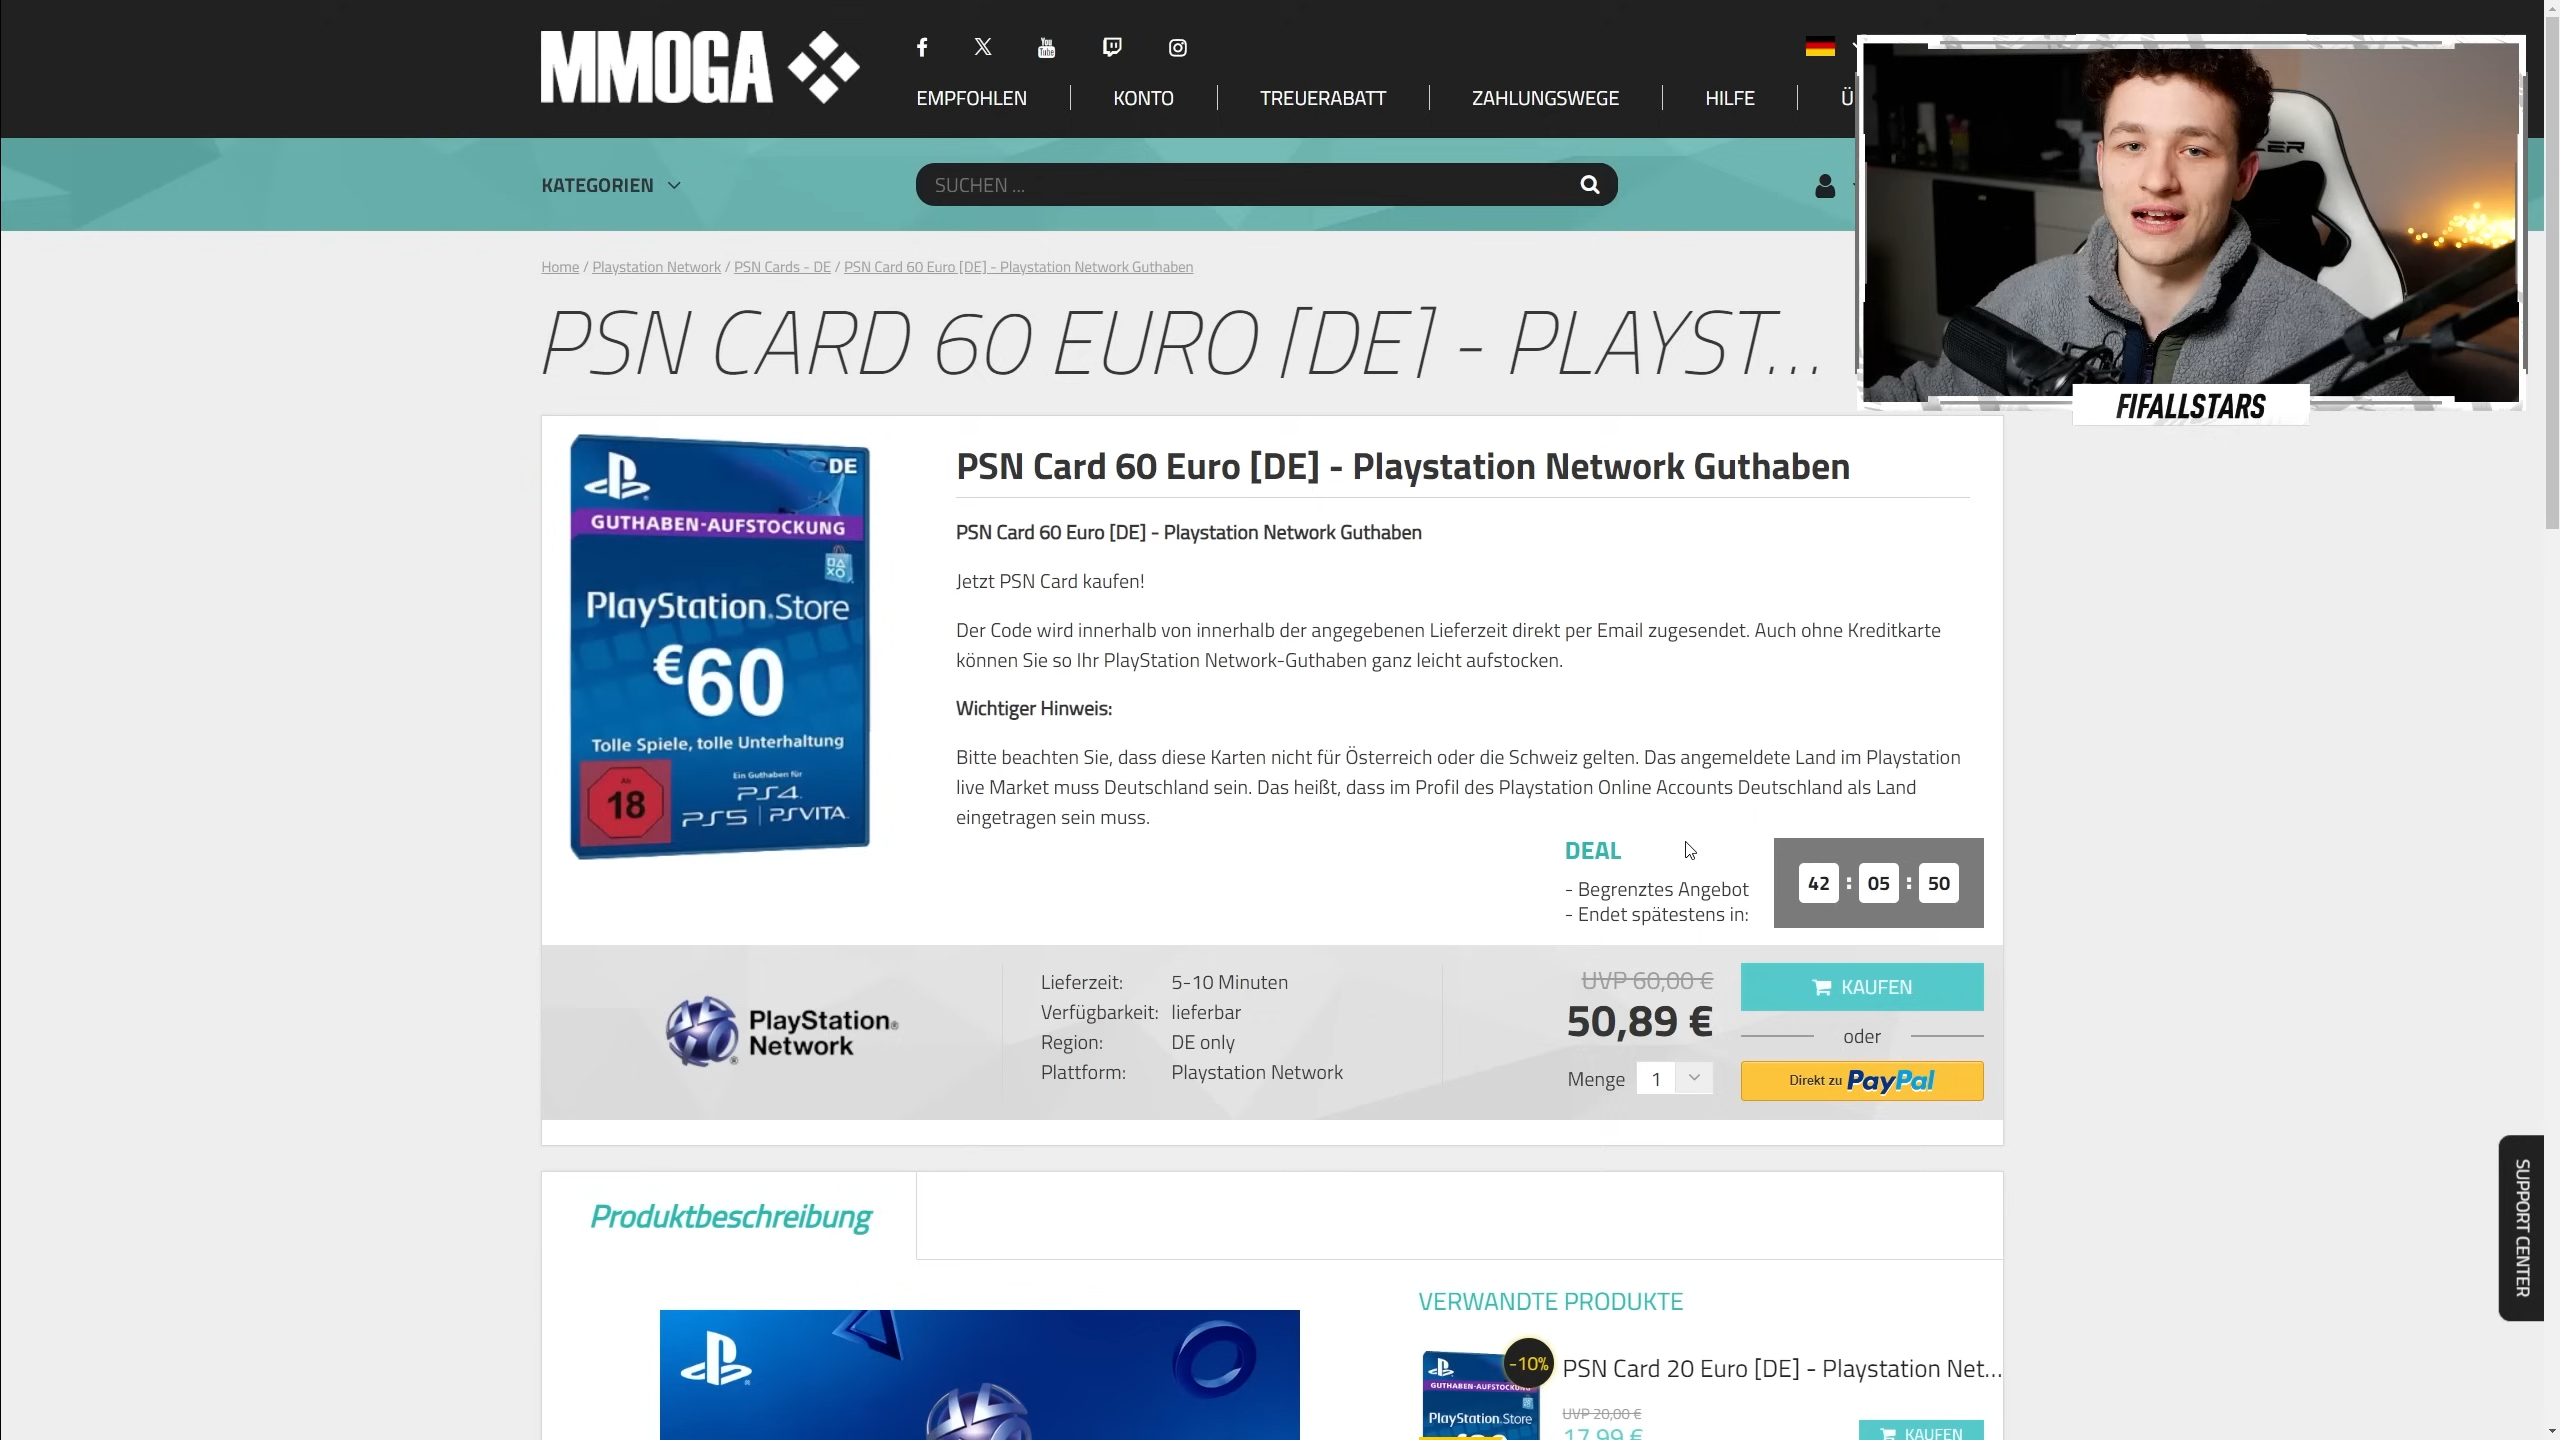 MMOGA
EMPFOHLEN
KONTO
TREUERABATT
ZAHLUNGSWEGE
HILFE
Ü
KATEGORIEN
SUCHEN ...
FIFALLSTARS
Home / Playstation Network / PSN Cards - DE / PSN Card 60 Euro [DE] - Playstation Network Guthaben
PSN CARD 60 EURO [DE] - PLAYST...
DE
GUTHABEN-AUFSTOCKUNG
PlayStation.Store
€60
Tolle Spiele, tolle Unterhaltung
Ab
18
Ein Guthaben für
PS4
PS5 | PSVITA
PSN Card 60 Euro [DE] - Playstation Network Guthaben
PSN Card 60 Euro [DE] - Playstation Network Guthaben
Jetzt PSN Card kaufen!
Der Code wird innerhalb von innerhalb der angegebenen Lieferzeit direkt per Email zugesendet. Auch ohne Kreditkarte
können Sie so Ihr PlayStation Network-Guthaben ganz leicht aufstocken.
Wichtiger Hinweis:
Bitte beachten Sie, dass diese Karten nicht für Österreich oder die Schweiz gelten. Das angemeldete Land im Playstation
live Market muss Deutschland sein. Das heißt, dass im Profil des Playstation Online Accounts Deutschland als Land
eingetragen sein muss.
DEAL
- Begrenztes Angebot
- Endet spätestens in:
42 : 05 : 50
PlayStation®
Network
Lieferzeit: 5-10 Minuten
Verfügbarkeit: lieferbar
Region: DE only
Plattform: Playstation Network
UVP 60,00 €
50,89 €
Menge 1
KAUFEN
oder
Direkt zu PayPal
SUPPORT CENTER
Produktbeschreibung
VERWANDTE PRODUKTE
-10%
GUTHABEN-AUFSTOCKUNG
PlayStation.Store
PSN Card 20 Euro [DE] - Playstation Net...
UVP 20,00 €
17,99 €
KAUFEN